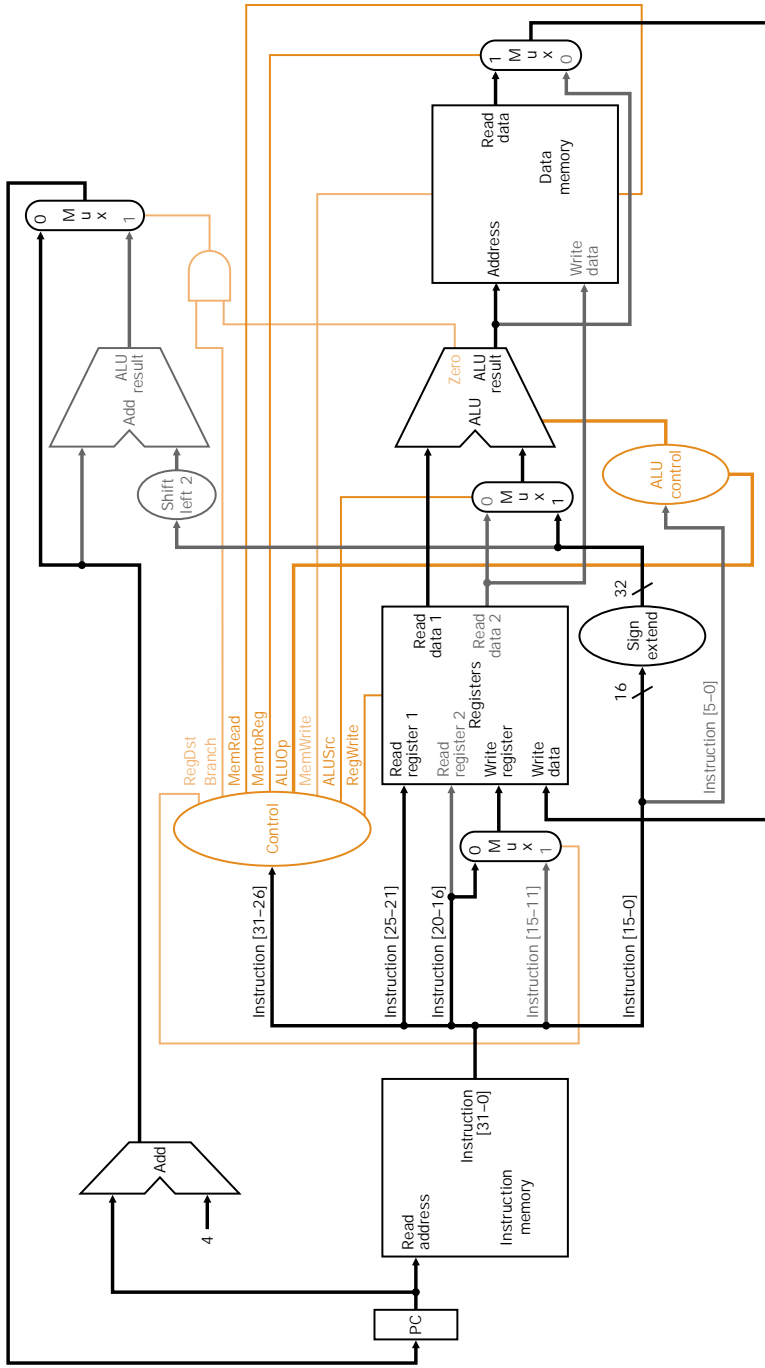 PC
4
Add
Read
address
Instruction
[31–0]
Instruction
memory
Instruction [31–26]
Instruction [25–21]
Instruction [20–16]
Instruction [15–11]
Instruction [15–0]
Control
RegDst
Branch
MemRead
MemtoReg
ALUOp
MemWrite
ALUSrc
RegWrite
0
M
u
x
1
Read
register 1
Read
register 2
Write
register
Write
data
Registers
Read
data 1
Read
data 2
16
Sign
extend
32
Instruction [5–0]
Shift
left 2
Add
ALU
result
0
M
u
x
1
ALU
Zero
ALU
result
ALU
control
0
M
u
x
1
Address
Write
data
Read
data
Data
memory
1
M
u
x
0